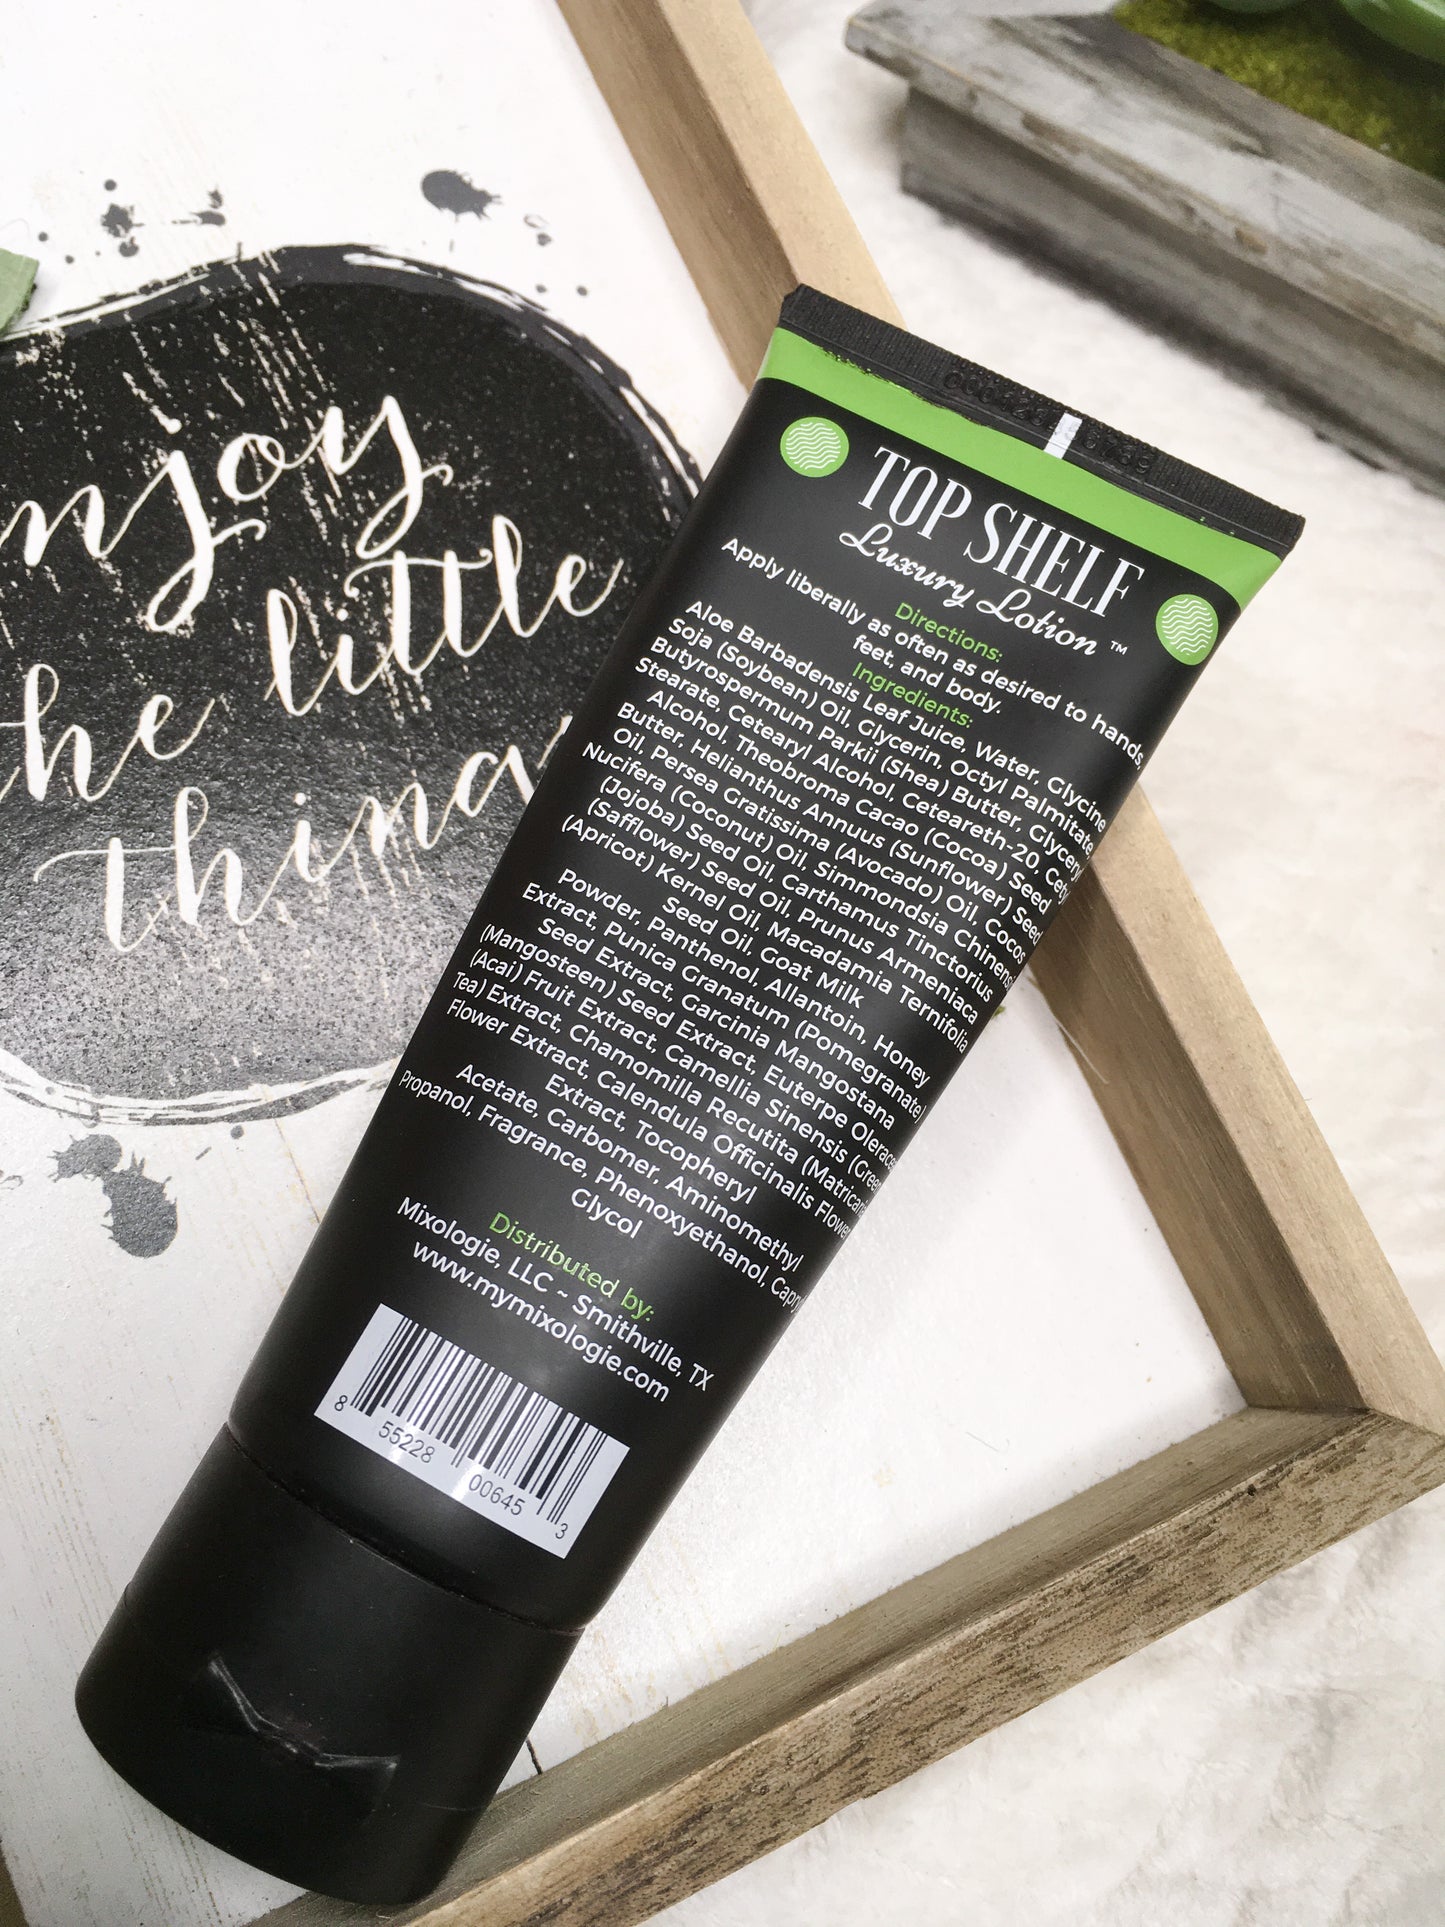 enjoy
the little
things
TOP SHELF
Luxury Lotion ™
Directions:
Apply liberally as often as desired to hands,
feet, and body.
Ingredients:
Aloe Barbadensis Leaf Juice, Water, Glycine
Soja (Soybean) Oil, Glycerin, Octyl Palmitate,
Butyrospermum Parkii (Shea) Butter, Glyceryl
Stearate, Cetearyl Alcohol, Ceteareth-20, Cetyl
Alcohol, Theobroma Cacao (Cocoa) Seed
Butter, Helianthus Annuus (Sunflower) Seed
Oil, Persea Gratissima (Avocado) Oil, Cocos
Nucifera (Coconut) Oil, Simmondsia Chinensis
(Jojoba) Seed Oil, Carthamus Tinctorius
(Safflower) Seed Oil, Prunus Armeniaca
(Apricot) Kernel Oil, Macadamia Ternifolia
Seed Oil, Goat Milk
Powder, Panthenol, Allantoin, Honey
Extract, Punica Granatum (Pomegranate)
Seed Extract, Garcinia Mangostana
(Mangosteen) Seed Extract, Euterpe Oleracea
(Acai) Fruit Extract, Camellia Sinensis (Green
Tea) Extract, Chamomilla Recutita (Matricaria)
Flower Extract, Calendula Officinalis Flower
Extract, Tocopheryl
Acetate, Carbomer, Aminomethyl
Propanol, Fragrance, Phenoxyethanol, Capryl
Glycol
Distributed by:
Mixologie, LLC ~ Smithville, TX
www.mymixologie.com
8 55228 00645 3